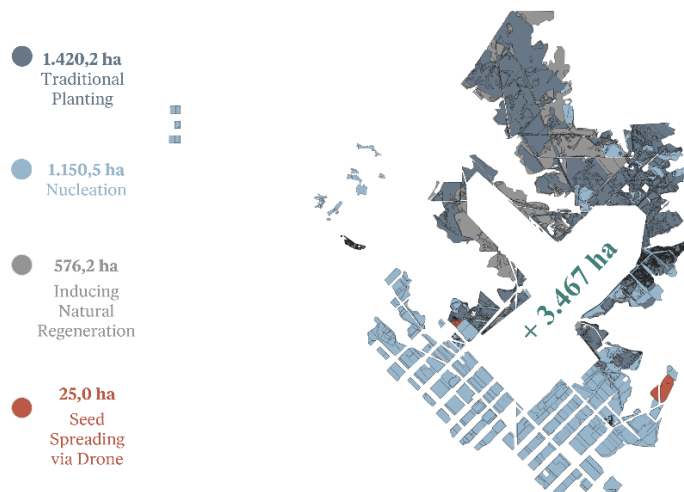 1.420,2 ha
Traditional
Planting
1.150,5 ha
Nucleation
576,2 ha
Inducing
Natural
Regeneration
25,0 ha
Seed
Spreading
via Drone
+ 3.467 ha